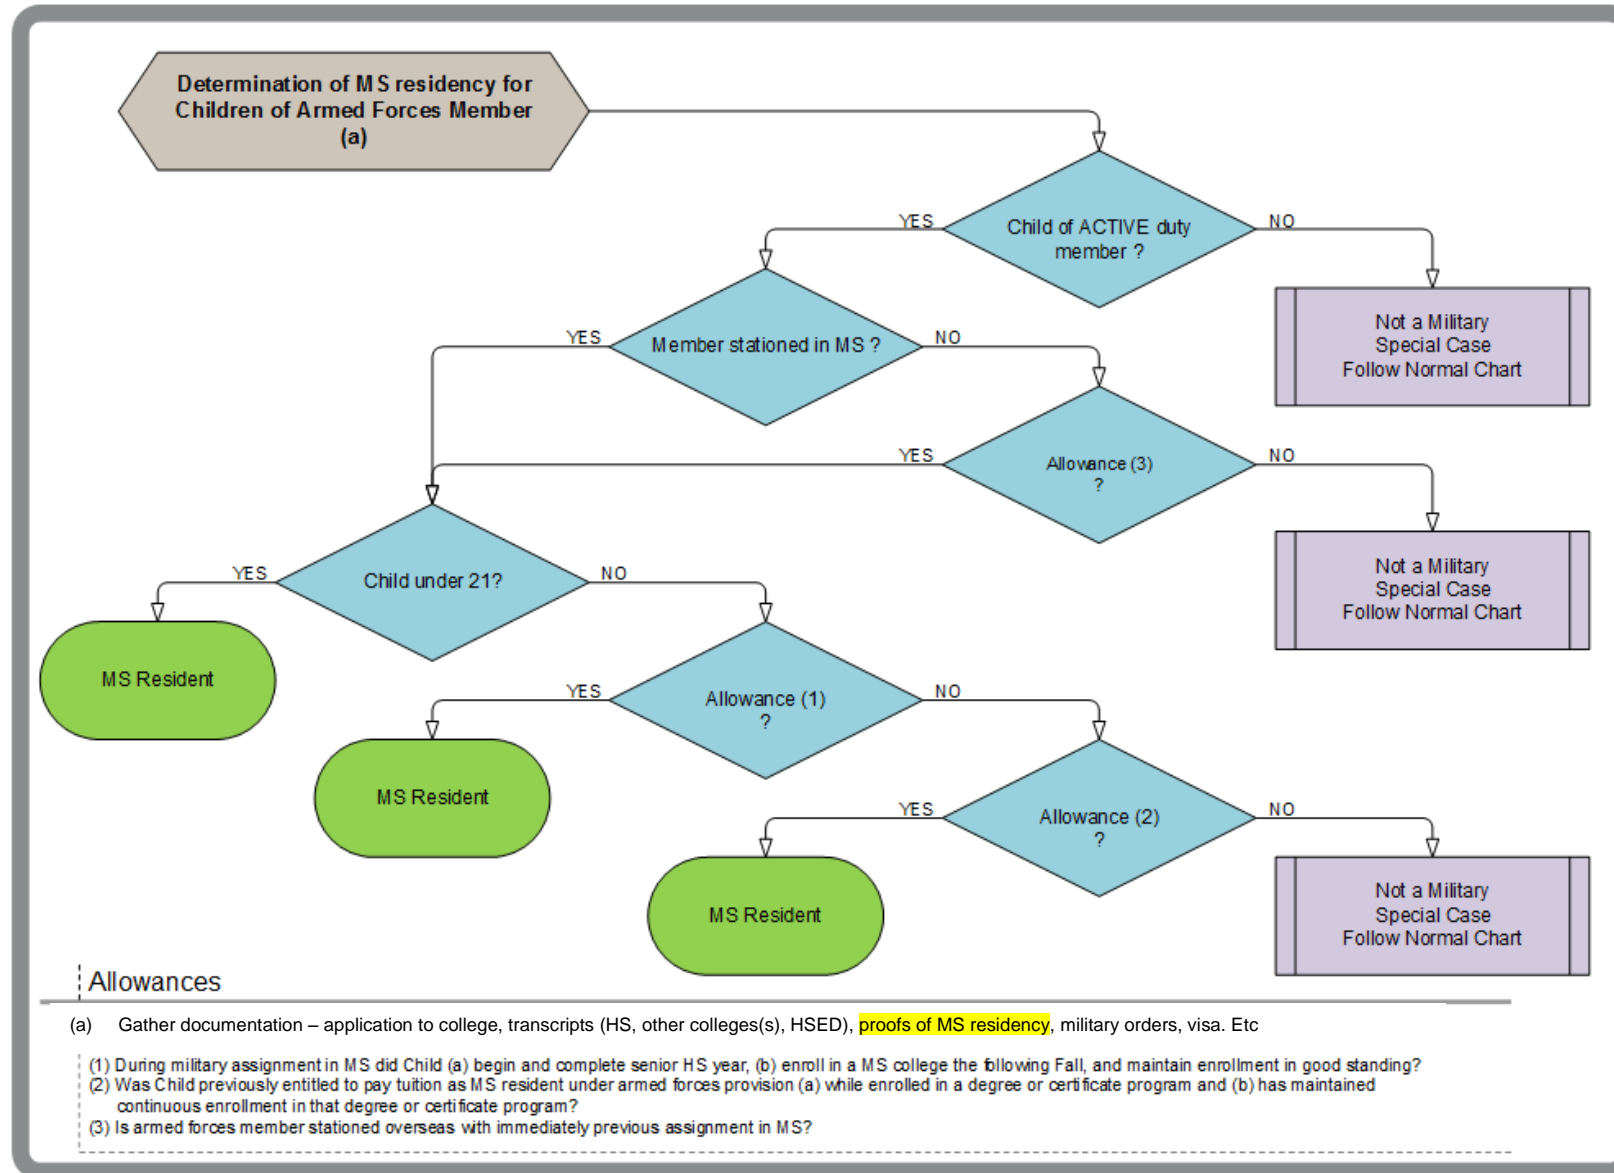 Determination of MS residency for
Children of Armed Forces Member
(a)
YES
Child of ACTIVE duty
member ?
NO
Not a Military
Special Case
Follow Normal Chart
YES
Member stationed in MS ?
NO
YES
Allowance (3)
?
NO
Not a Military
Special Case
Follow Normal Chart
YES
Child under 21?
NO
MS Resident
YES
Allowance (1)
?
NO
MS Resident
YES
Allowance (2)
?
NO
MS Resident
Not a Military
Special Case
Follow Normal Chart
Allowances
(a) Gather documentation – application to college, transcripts (HS, other colleges(s), HSED), proofs of MS residency, military orders, visa. Etc
(1) During military assignment in MS did Child (a) begin and complete senior HS year, (b) enroll in a MS college the following Fall, and maintain enrollment in good standing?
(2) Was Child previously entitled to pay tuition as MS resident under armed forces provision (a) while enrolled in a degree or certificate program and (b) has maintained
continuous enrollment in that degree or certificate program?
(3) Is armed forces member stationed overseas with immediately previous assignment in MS?